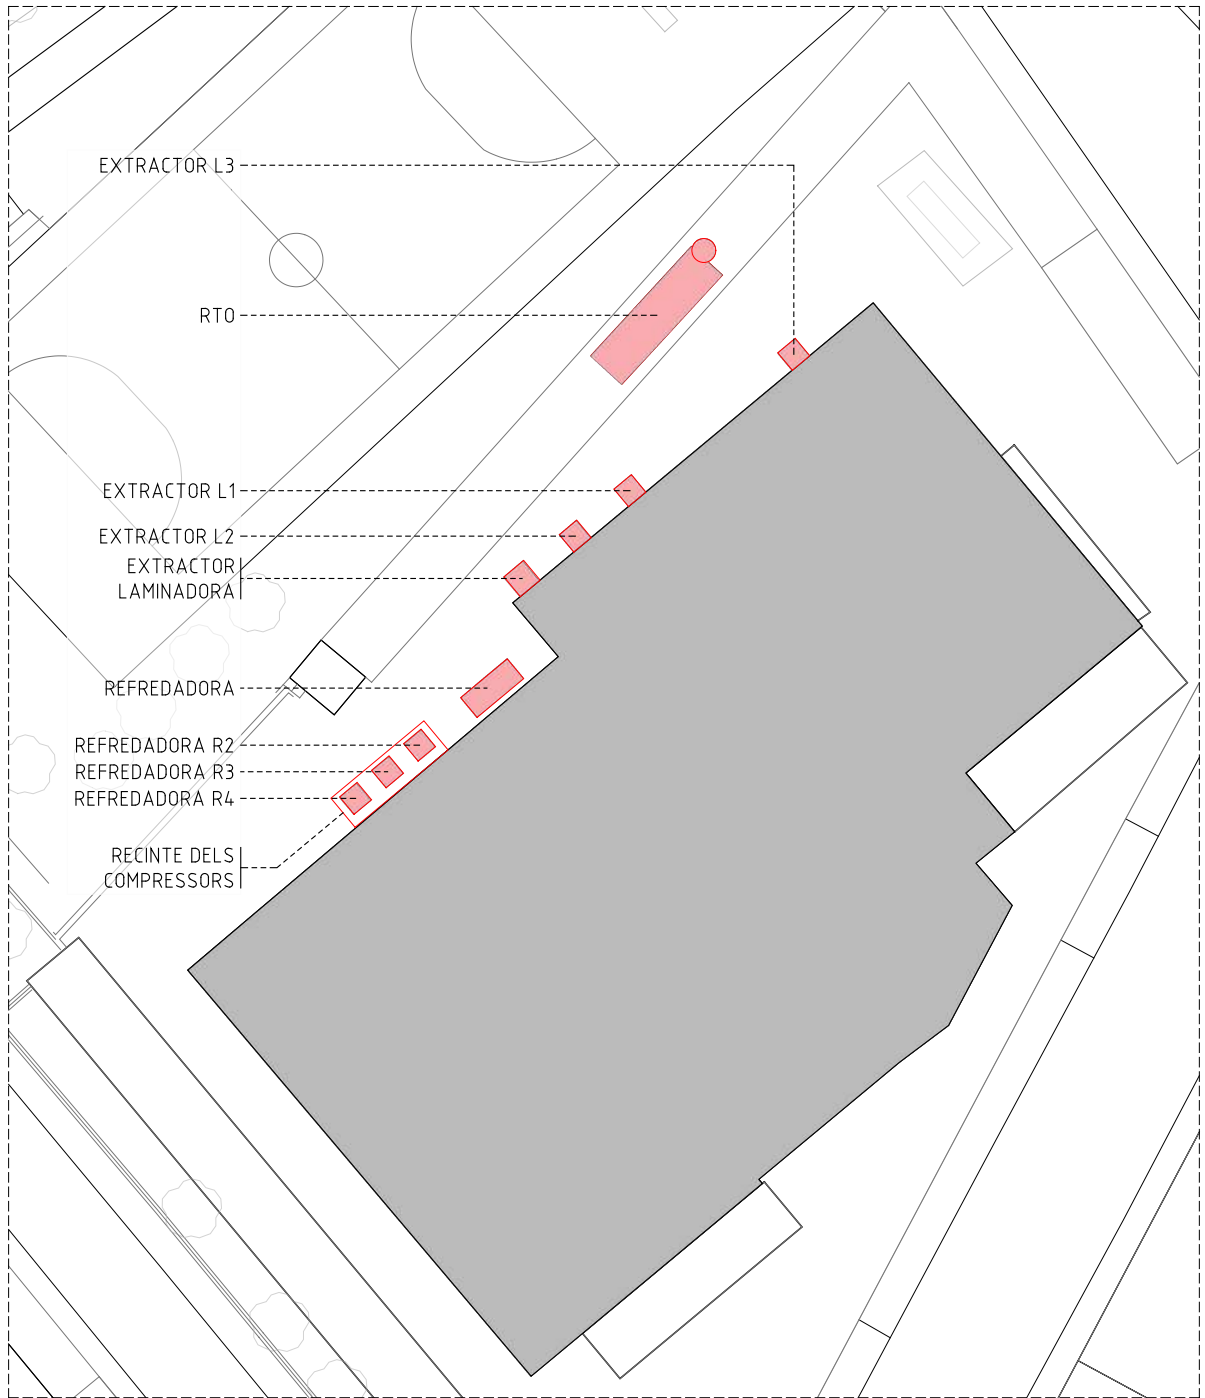 EXTRACTOR L3
RTO
EXTRACTOR L1
EXTRACTOR L2
EXTRACTOR
LAMINADORA
REFREDADORA
REFREDADORA R2
REFREDADORA R3
REFREDADORA R4
RECINTE DELS
COMPRESSORS